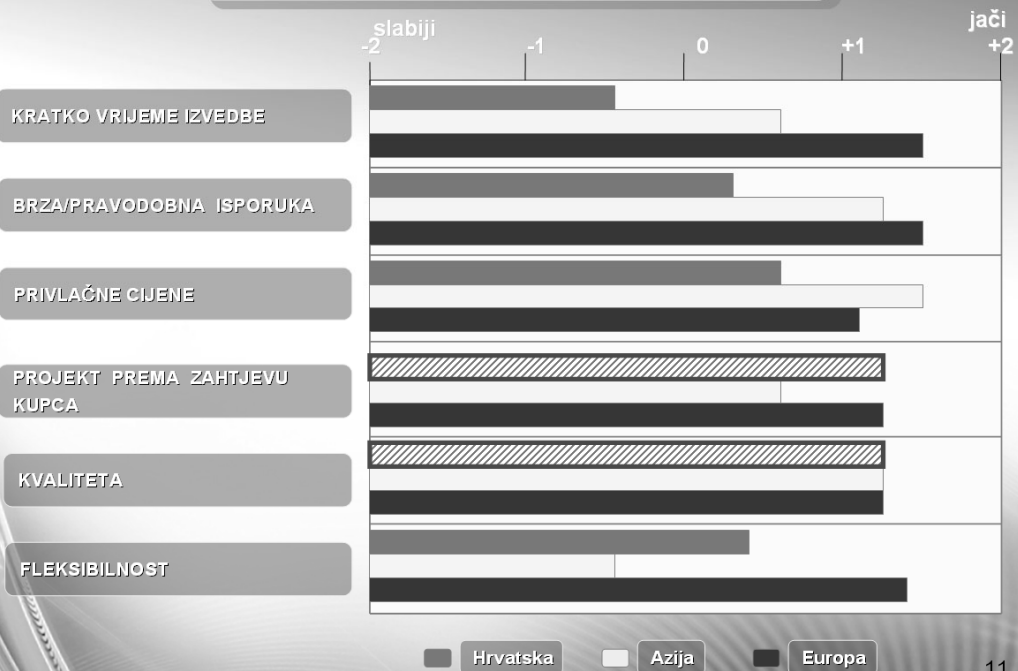 slabiji
jači
-2 -1 0 +1 +2
KRATKO VRIJEME IZVEDBE
BRZA/PRAVODOBNA ISPORUKA
PRIVLAČNE CIJENE
PROJEKT PREMA ZAHTJEVU
KUPCA
KVALITETA
FLEKSIBILNOST
Hrvatska Azija Europa
11